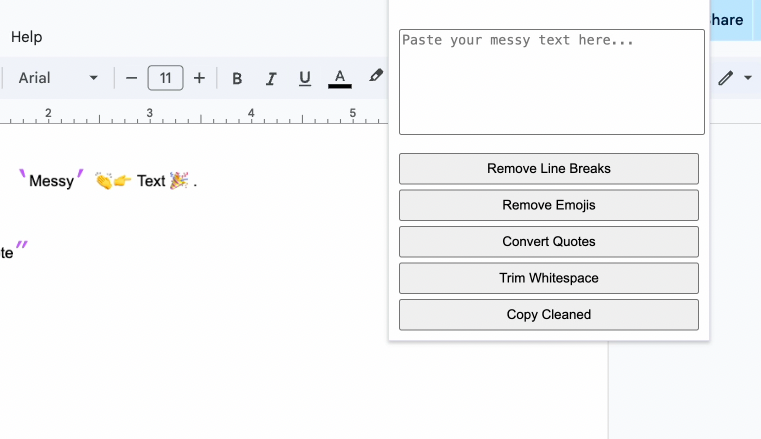 hare
Help
Arial
11
B I U A
2 3 4 5
‵Messy′ 👏👉 Text 🎉 .
te″
Paste your messy text here...
Remove Line Breaks
Remove Emojis
Convert Quotes
Trim Whitespace
Copy Cleaned